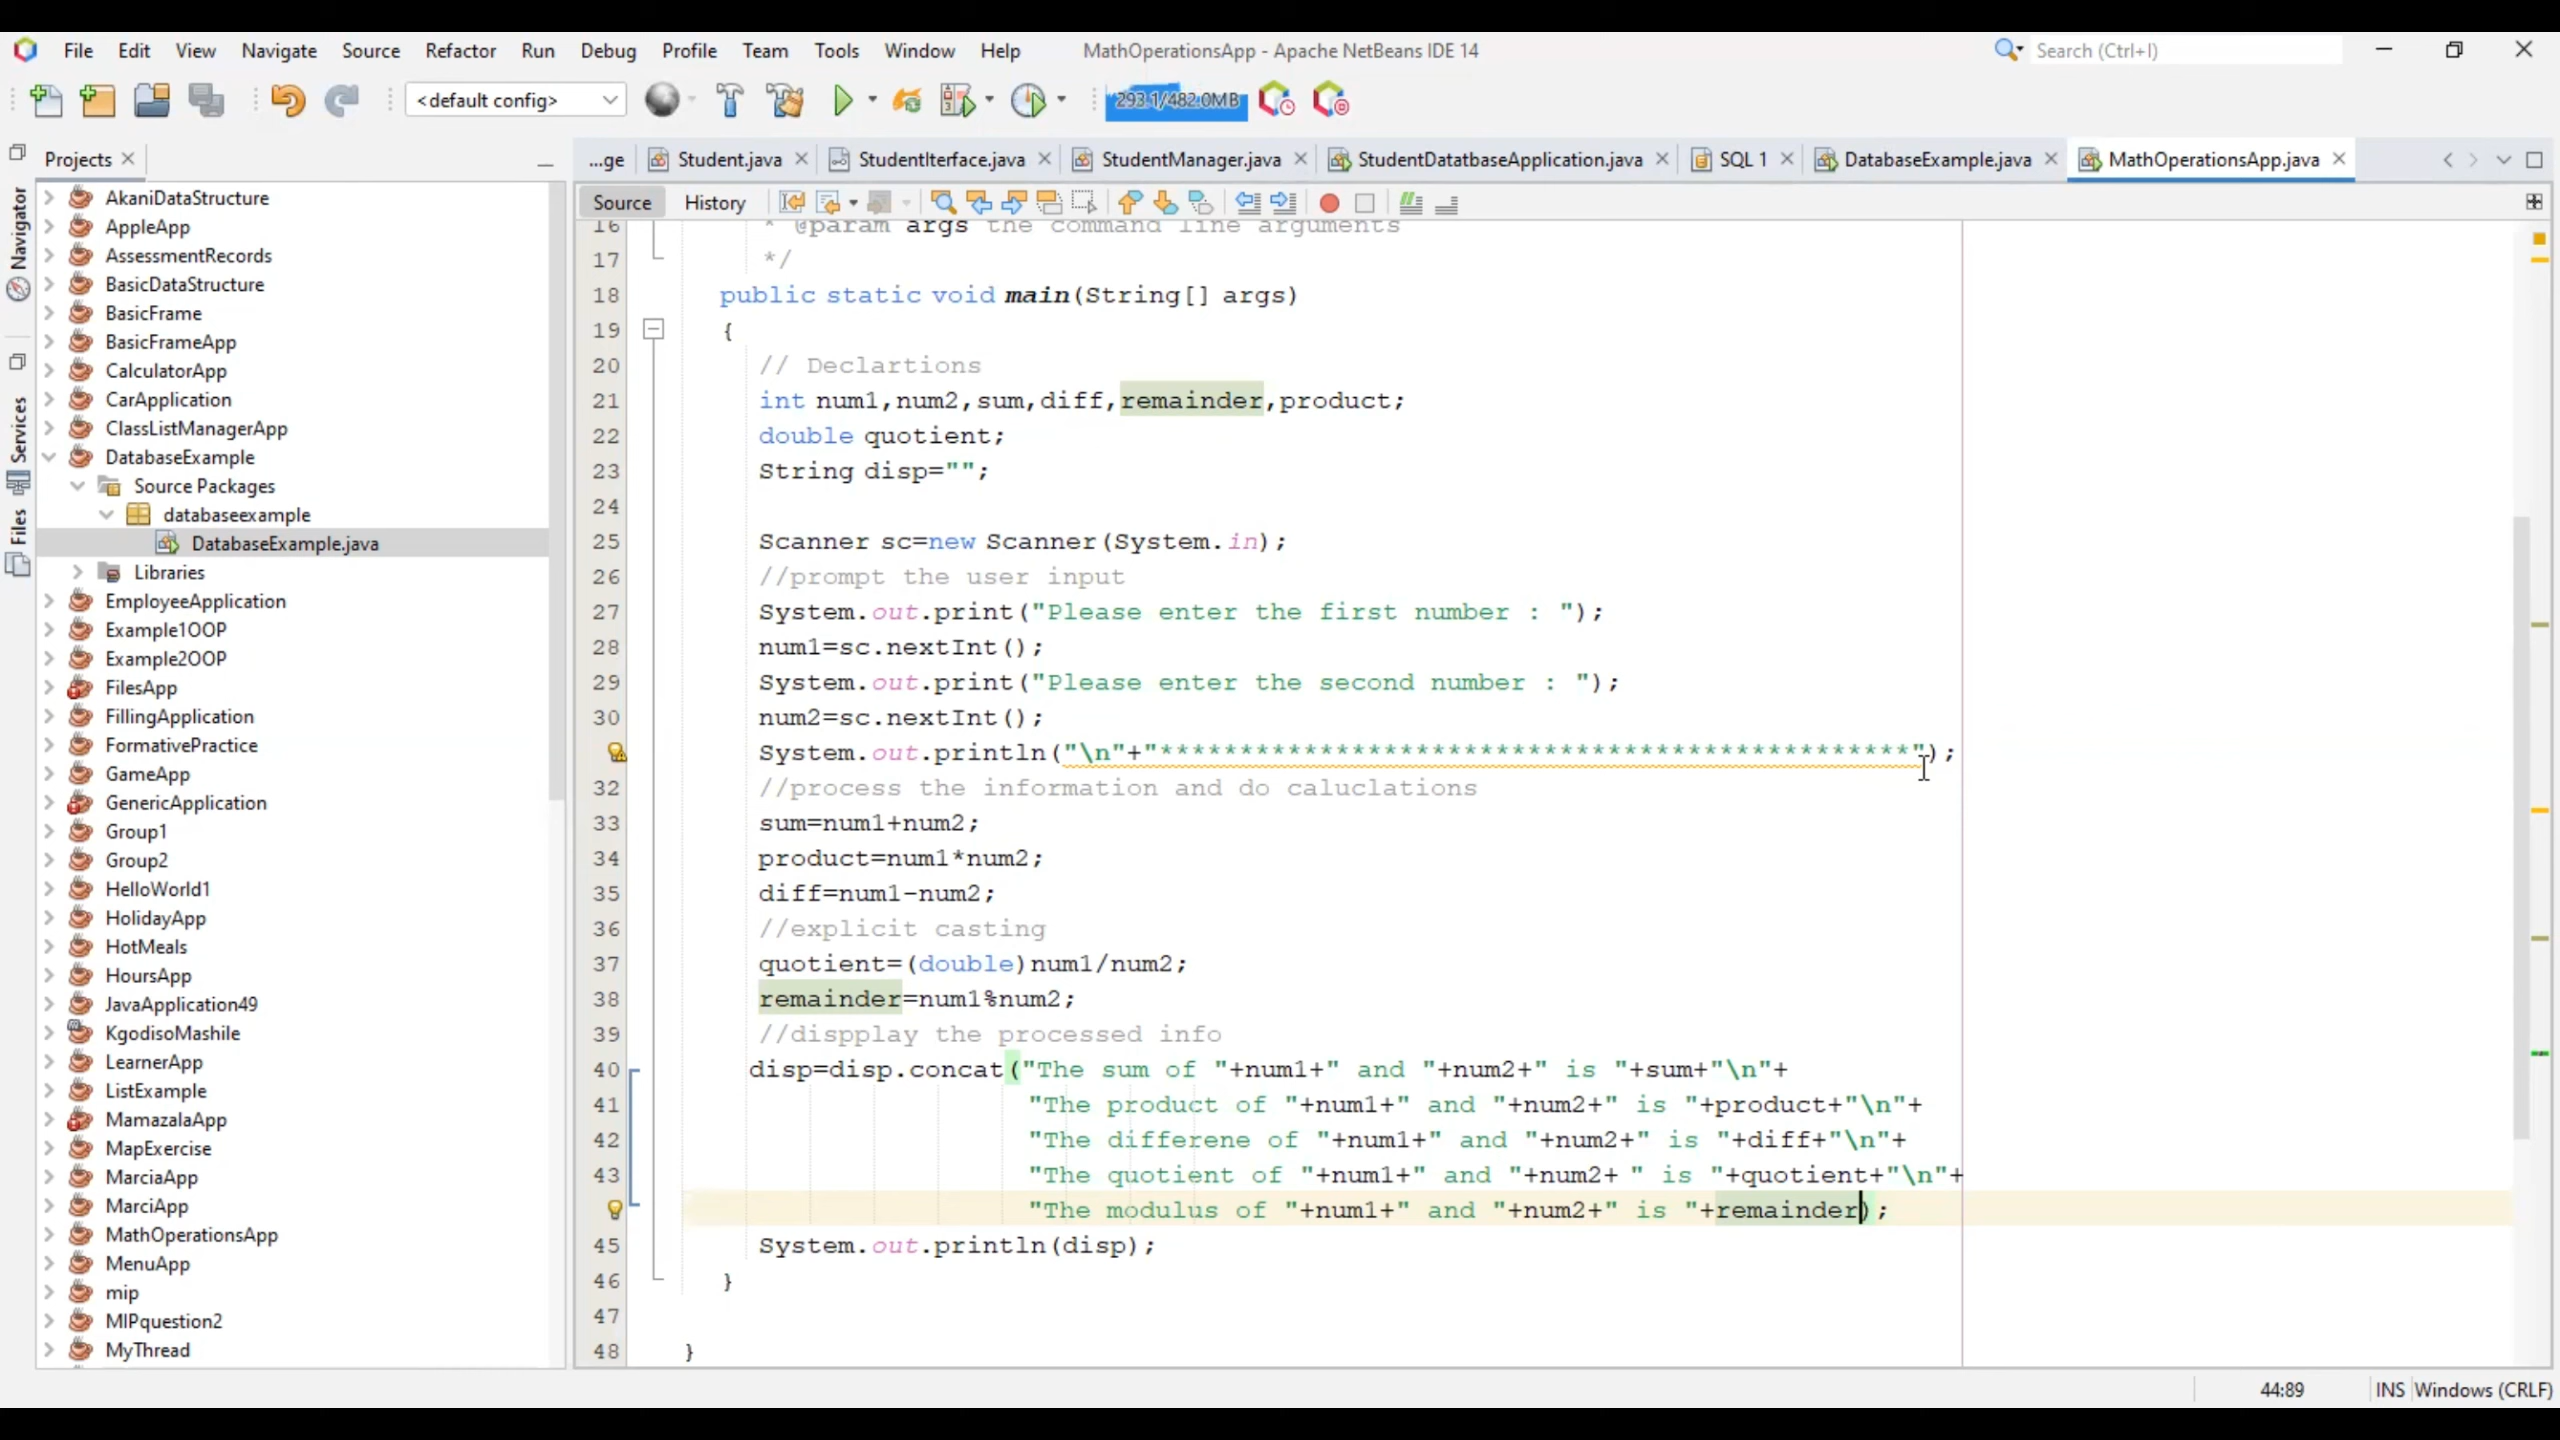 File Edit View Navigate Source Refactor Run Debug Profile Team Tools Window Help MathOperationsApp - Apache NetBeans IDE 14 Search (Ctrl+I)
<default config> 293.1/482.0MB
Projects
...ge Student.java StudentIterface.java StudentManager.java StudentDatatbaseApplication.java SQL 1 DatabaseExample.java MathOperationsApp.java
Source History
Navigator
Services
Files
AkaniDataStructure
AppleApp
AssessmentRecords
BasicDataStructure
BasicFrame
BasicFrameApp
CalculatorApp
CarApplication
ClassListManagerApp
DatabaseExample
Source Packages
databaseexample
DatabaseExample.java
Libraries
EmployeeApplication
Example1OOP
Example2OOP
FilesApp
FillingApplication
FormativePractice
GameApp
GenericApplication
Group1
Group2
HelloWorld1
HolidayApp
HotMeals
HoursApp
JavaApplication49
KgodisoMashile
LearnerApp
ListExample
MamazalaApp
MapExercise
MarciaApp
MarciApp
MathOperationsApp
MenuApp
mip
MIPquestion2
MyThread
16 * @param args the command line arguments
17 */
18 public static void main(String[] args)
19 {
20 // Declartions
21 int num1,num2,sum,diff,remainder,product;
22 double quotient;
23 String disp="";
24
25 Scanner sc=new Scanner(System.in);
26 //prompt the user input
27 System.out.print("Please enter the first number : ");
28 num1=sc.nextInt();
29 System.out.print("Please enter the second number : ");
30 num2=sc.nextInt();
System.out.println("\n"+"***********************************************");
32 //process the information and do caluclations
33 sum=num1+num2;
34 product=num1*num2;
35 diff=num1-num2;
36 //explicit casting
37 quotient=(double)num1/num2;
38 remainder=num1%num2;
39 //dispplay the processed info
40 disp=disp.concat("The sum of "+num1+" and "+num2+" is "+sum+"\n"+
41 "The product of "+num1+" and "+num2+" is "+product+"\n"+
42 "The differene of "+num1+" and "+num2+" is "+diff+"\n"+
43 "The quotient of "+num1+" and "+num2+ " is "+quotient+"\n"+
"The modulus of "+num1+" and "+num2+" is "+remainder);
45 System.out.println(disp);
46 }
47
48 }
44:89 INS Windows (CRLF)